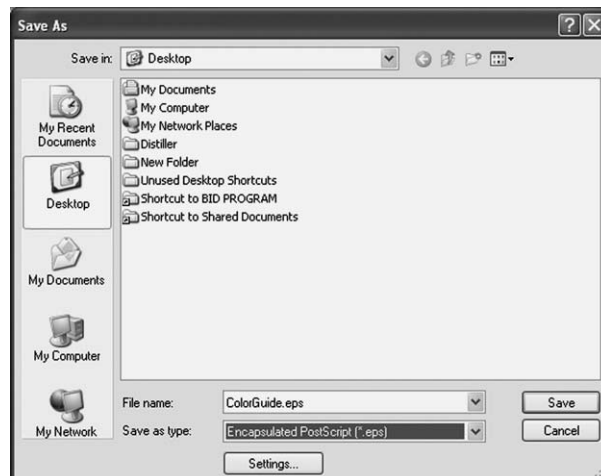 Save As
Save in: Desktop
My Recent
Documents
Desktop
My Documents
My Computer
My Network
My Documents
My Computer
My Network Places
Distiller
New Folder
Unused Desktop Shortcuts
Shortcut to BID PROGRAM
Shortcut to Shared Documents
File name: ColorGuide.eps Save
Save as type: Encapsulated PostScript (*.eps) Cancel
Settings...